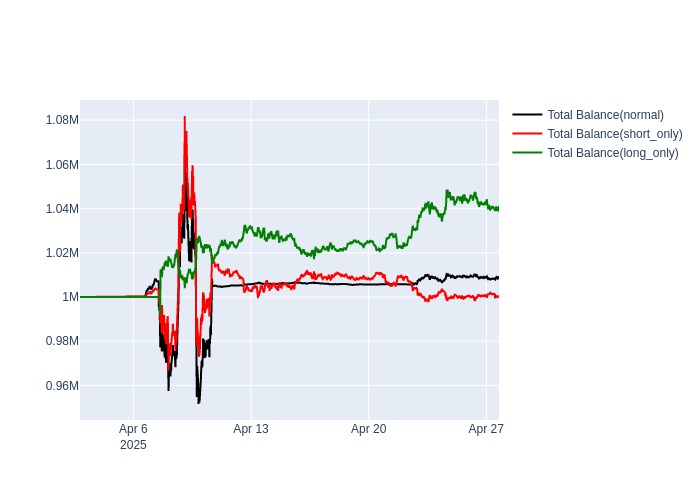 1.08M
1.06M
1.04M
1.02M
1M
0.98M
0.96M
Apr 6
2025
Apr 13
Apr 20
Apr 27
Total Balance(normal)
Total Balance(short_only)
Total Balance(long_only)